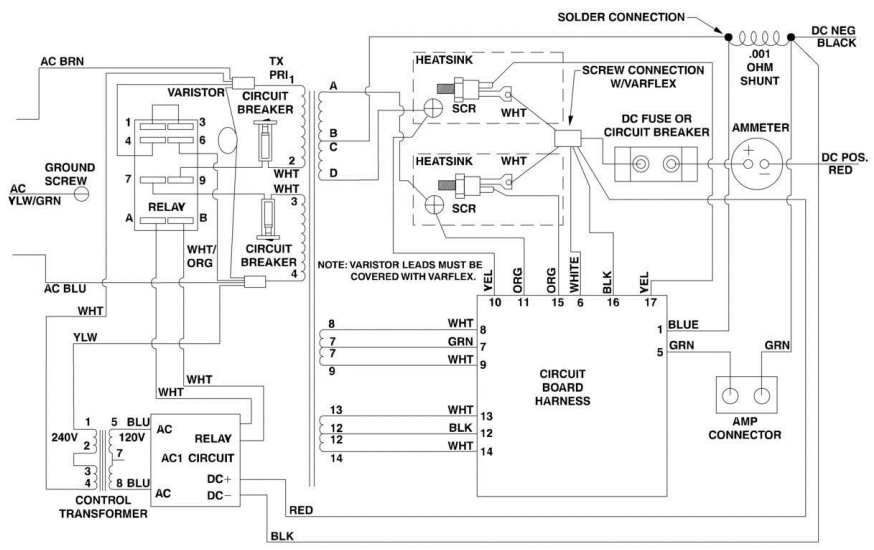 SOLDER CONNECTION
DC NEG
BLACK
.001
OHM
SHUNT
AC BRN
TX
PRI
1
HEATSINK
SCR
WHT
SCREW CONNECTION
W/VARFLEX
VARISTOR
CIRCUIT
BREAKER
A
B
C
D
DC FUSE OR
CIRCUIT BREAKER
AMMETER
+
−
DC POS.
RED
1
3
4
6
7
9
RELAY
A
B
2
WHT
WHT
3
GROUND
SCREW
AC
YLW/GRN
HEATSINK
WHT
SCR
WHT/
ORG
CIRCUIT
BREAKER
4
NOTE: VARISTOR LEADS MUST BE
COVERED WITH VARFLEX.
AC BLU
WHT
YLW
YEL
ORG
ORG
WHITE
BLK
YEL
10
11
15
6
16
17
8
WHT
8
7
GRN
7
7
WHT
9
9
1
BLUE
5
GRN
GRN
CIRCUIT
BOARD
HARNESS
13
WHT
13
12
BLK
12
12
WHT
14
14
AMP
CONNECTOR
WHT
WHT
1
5
BLU
240V
120V
2
7
3
4
8
BLU
CONTROL
TRANSFORMER
AC
RELAY
AC1 CIRCUIT
DC+
AC
DC−
RED
BLK